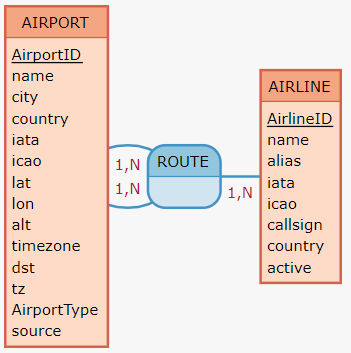 AIRPORT
AirportID
name
city
country
iata
icao
lat
lon
alt
timezone
dst
tz
AirportType
source
1,N
1,N
ROUTE
1,N
AIRLINE
AirlineID
name
alias
iata
icao
callsign
country
active